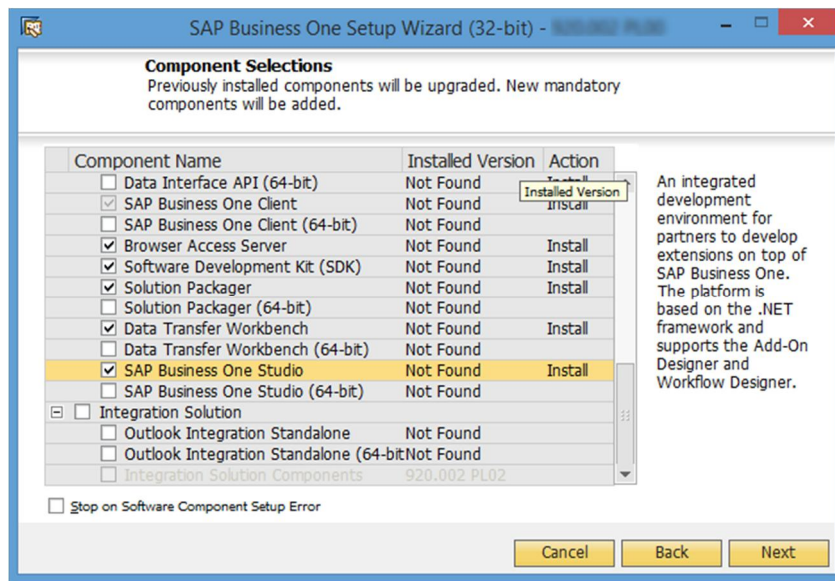 SAP Business One Setup Wizard (32-bit) -
Component Selections
Previously installed components will be upgraded. New mandatory
components will be added.
Component Name Installed Version Action
Data Interface API (64-bit) Not Found
Installed Version
SAP Business One Client Not Found Install
SAP Business One Client (64-bit) Not Found
Browser Access Server Not Found Install
Software Development Kit (SDK) Not Found Install
Solution Packager Not Found Install
Solution Packager (64-bit) Not Found
Data Transfer Workbench Not Found Install
Data Transfer Workbench (64-bit) Not Found
SAP Business One Studio Not Found Install
SAP Business One Studio (64-bit) Not Found
Integration Solution
Outlook Integration Standalone Not Found
Outlook Integration Standalone (64-bit Not Found
Integration Solution Components 920.002 PL02
An integrated
development
environment for
partners to develop
extensions on top of
SAP Business One.
The platform is
based on the .NET
framework and
supports the Add-On
Designer and
Workflow Designer.
Stop on Software Component Setup Error
Cancel Back Next